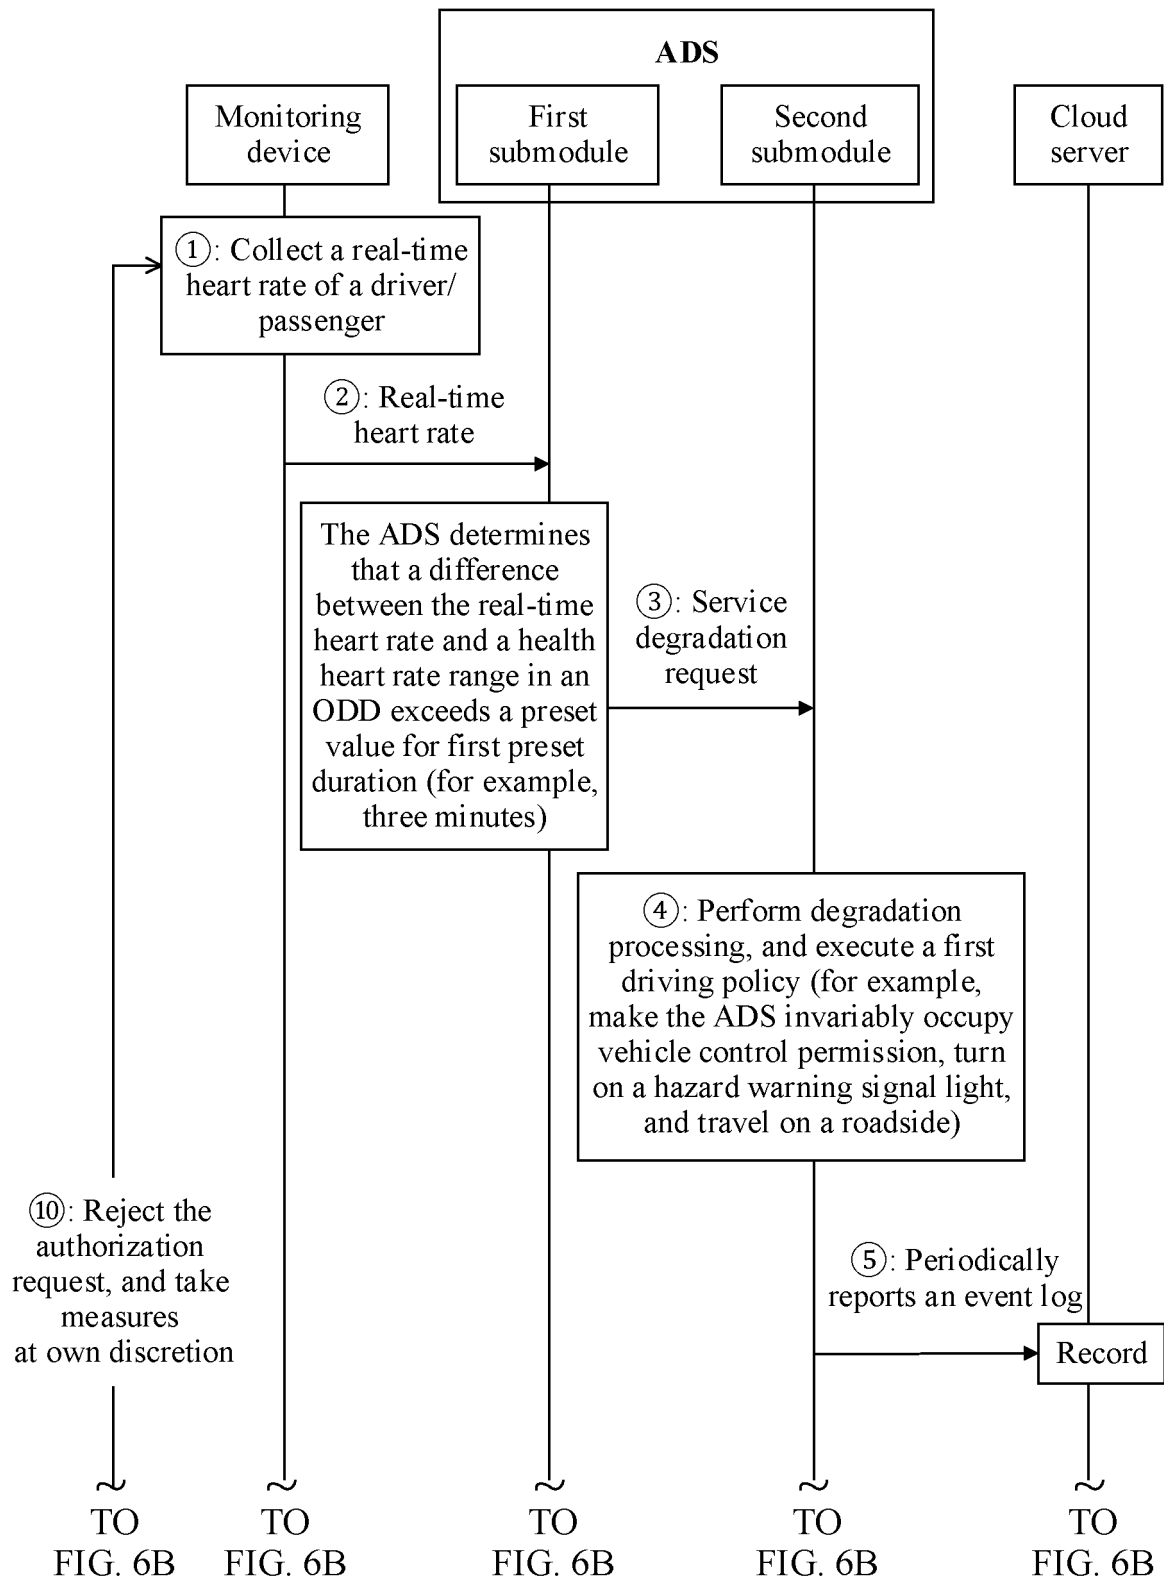 ADS
Monitoring
device
First
submodule
Second
submodule
Cloud
server
①: Collect a real-time
heart rate of a driver/
passenger
②: Real-time
heart rate
The ADS determines
that a difference
between the real-time
heart rate and a health
heart rate range in an
ODD exceeds a preset
value for first preset
duration (for example,
three minutes)
③: Service
degradation
request
④: Perform degradation
processing, and execute a first
driving policy (for example,
make the ADS invariably occupy
vehicle control permission, turn
on a hazard warning signal light,
and travel on a roadside)
⑩: Reject the
authorization
request, and take
measures
at own discretion
⑤: Periodically
reports an event log
Record
TO
FIG. 6B
TO
FIG. 6B
TO
FIG. 6B
TO
FIG. 6B
TO
FIG. 6B